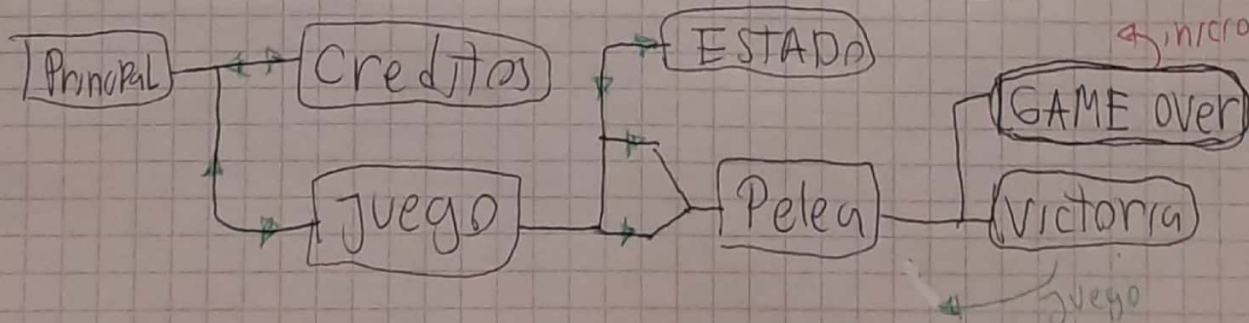 Principal
Creditos
ESTADO
inicio
GAME over
juego
Pelea
Victoria
juego